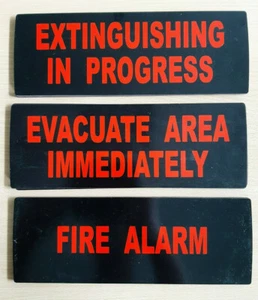 EXTINGUISHING
IN PROGRESS
EVACUATE AREA
IMMEDIATELY
FIRE ALARM